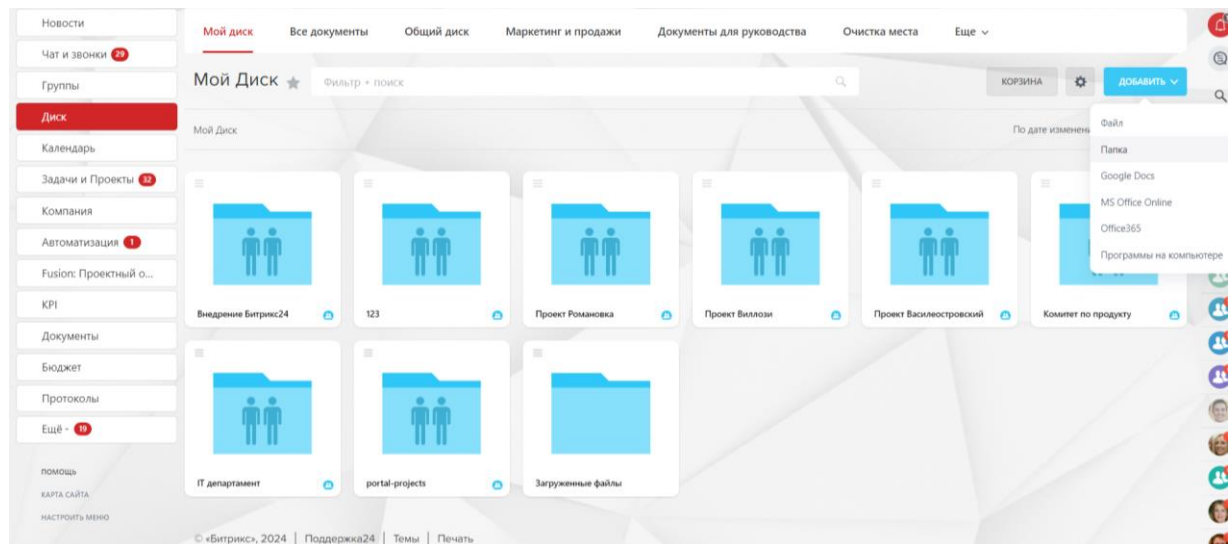 Новости
Чат и звонки 29
Группы
Диск
Календарь
Задачи и Проекты 32
Компания
Автоматизация 1
Fusion: Проектный о...
KPI
Документы
Бюджет
Протоколы
Ещё - 19
ПОМОЩЬ
КАРТА САЙТА
НАСТРОИТЬ МЕНЮ
Мой диск Все документы Общий диск Маркетинг и продажи Документы для руководства Очистка места Еще
Мой Диск Фильтр + поиск КОРЗИНА ДОБАВИТЬ
Мой Диск По дате изменени
Файл
Папка
Google Docs
MS Office Online
Office365
Программы на компьютере
Внедрение Битрикс24 123 Проект Романовка Проект Виллози Проект Василеостровский Комитет по продукту
IT департамент portal-projects Загруженные файлы
© «Битрикс», 2024 | Поддержка24 | Темы | Печать